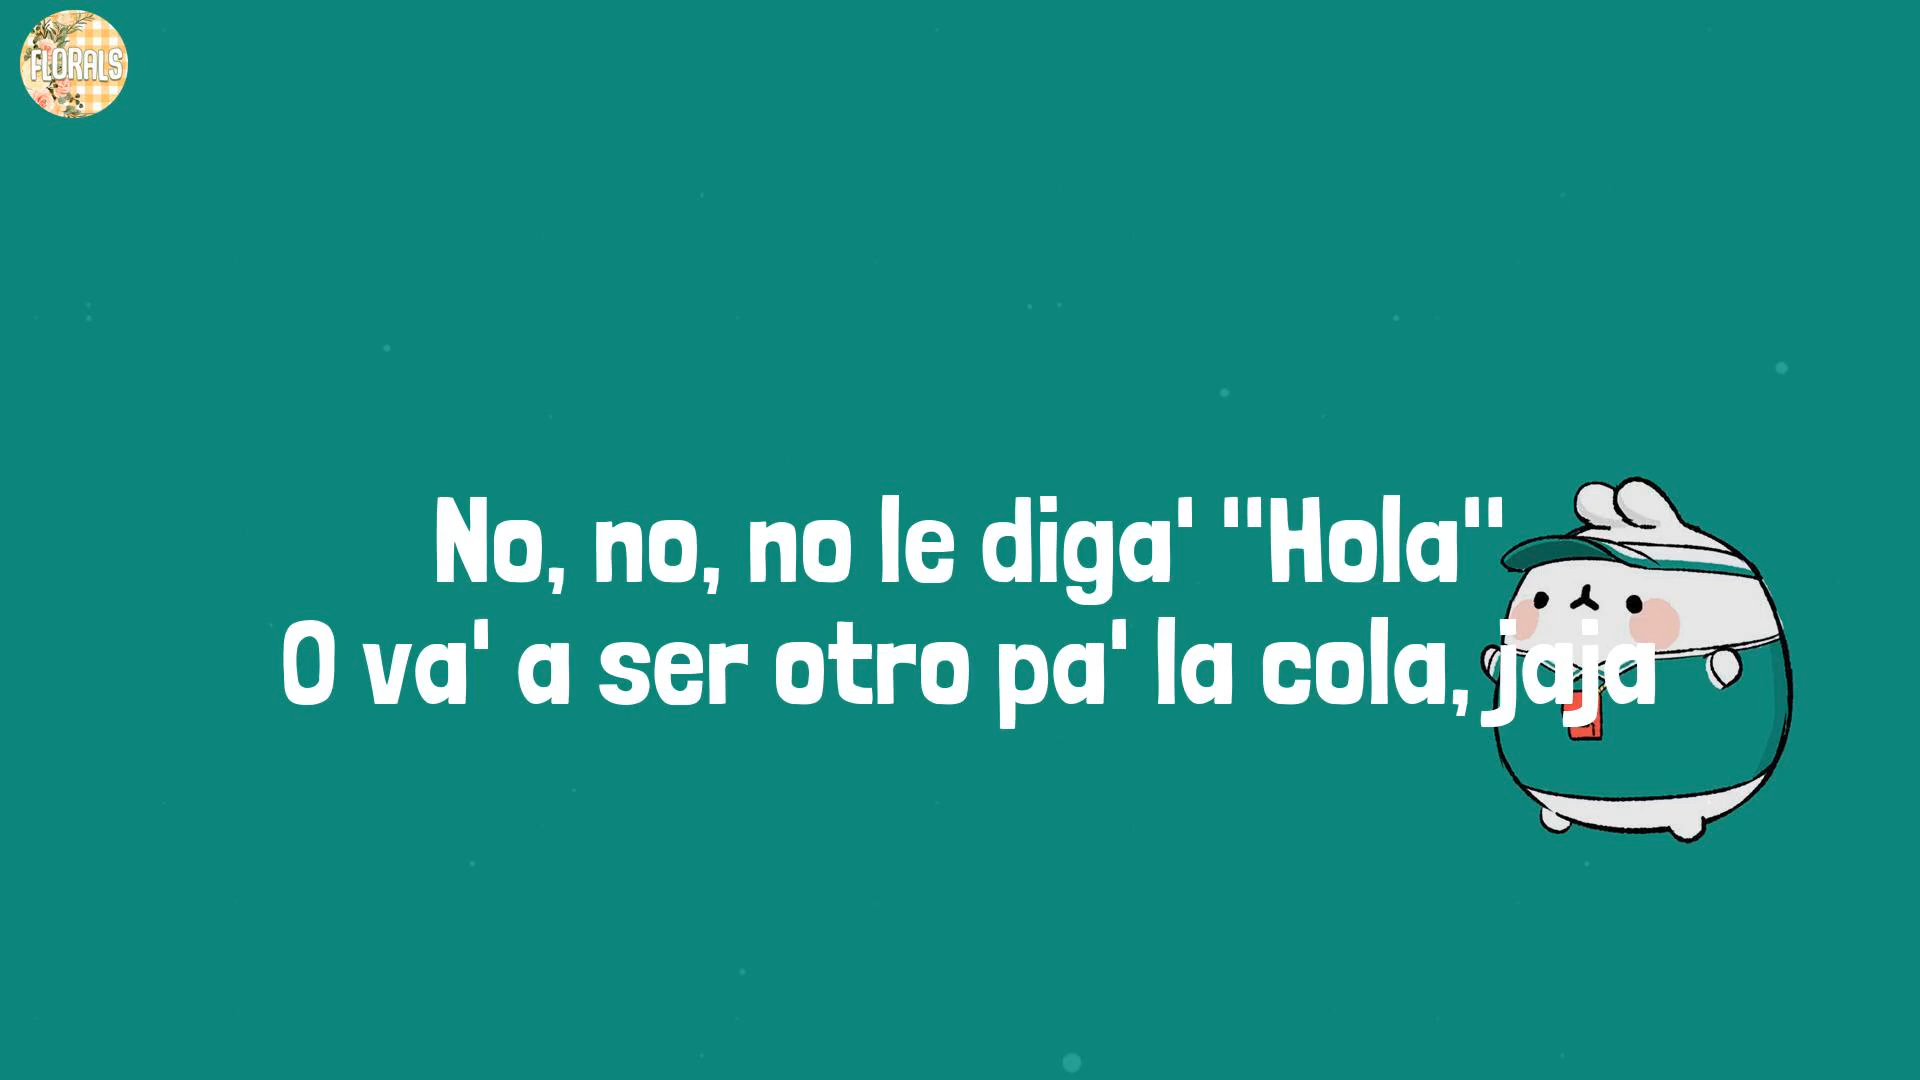 FLORALS
No, no, no le diga' "Hola"
O va' a ser otro pa' la cola, jaja